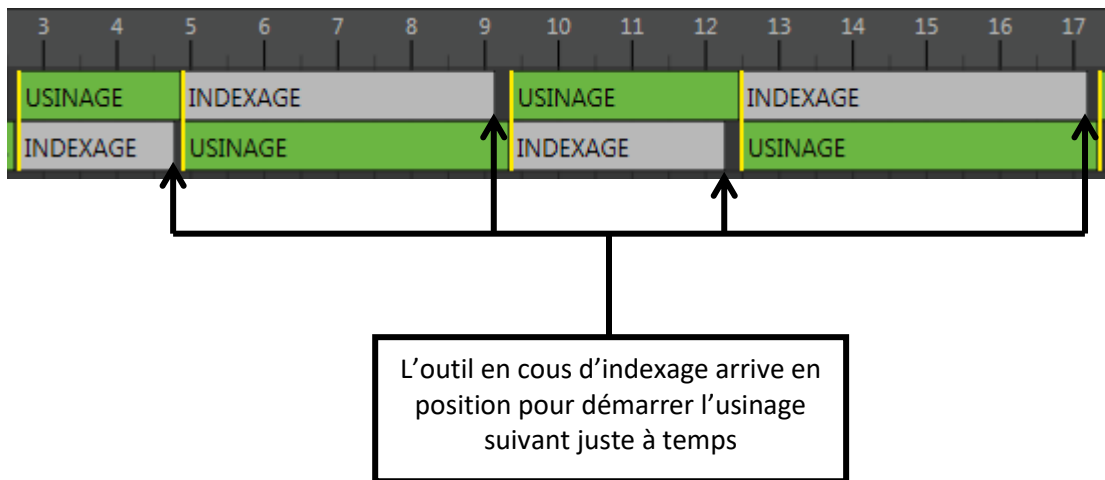 3 4 5 6 7 8 9 10 11 12 13 14 15 16 17
USINAGE INDEXAGE USINAGE INDEXAGE
INDEXAGE USINAGE INDEXAGE USINAGE
L’outil en cous d’indexage arrive en
position pour démarrer l’usinage
suivant juste à temps